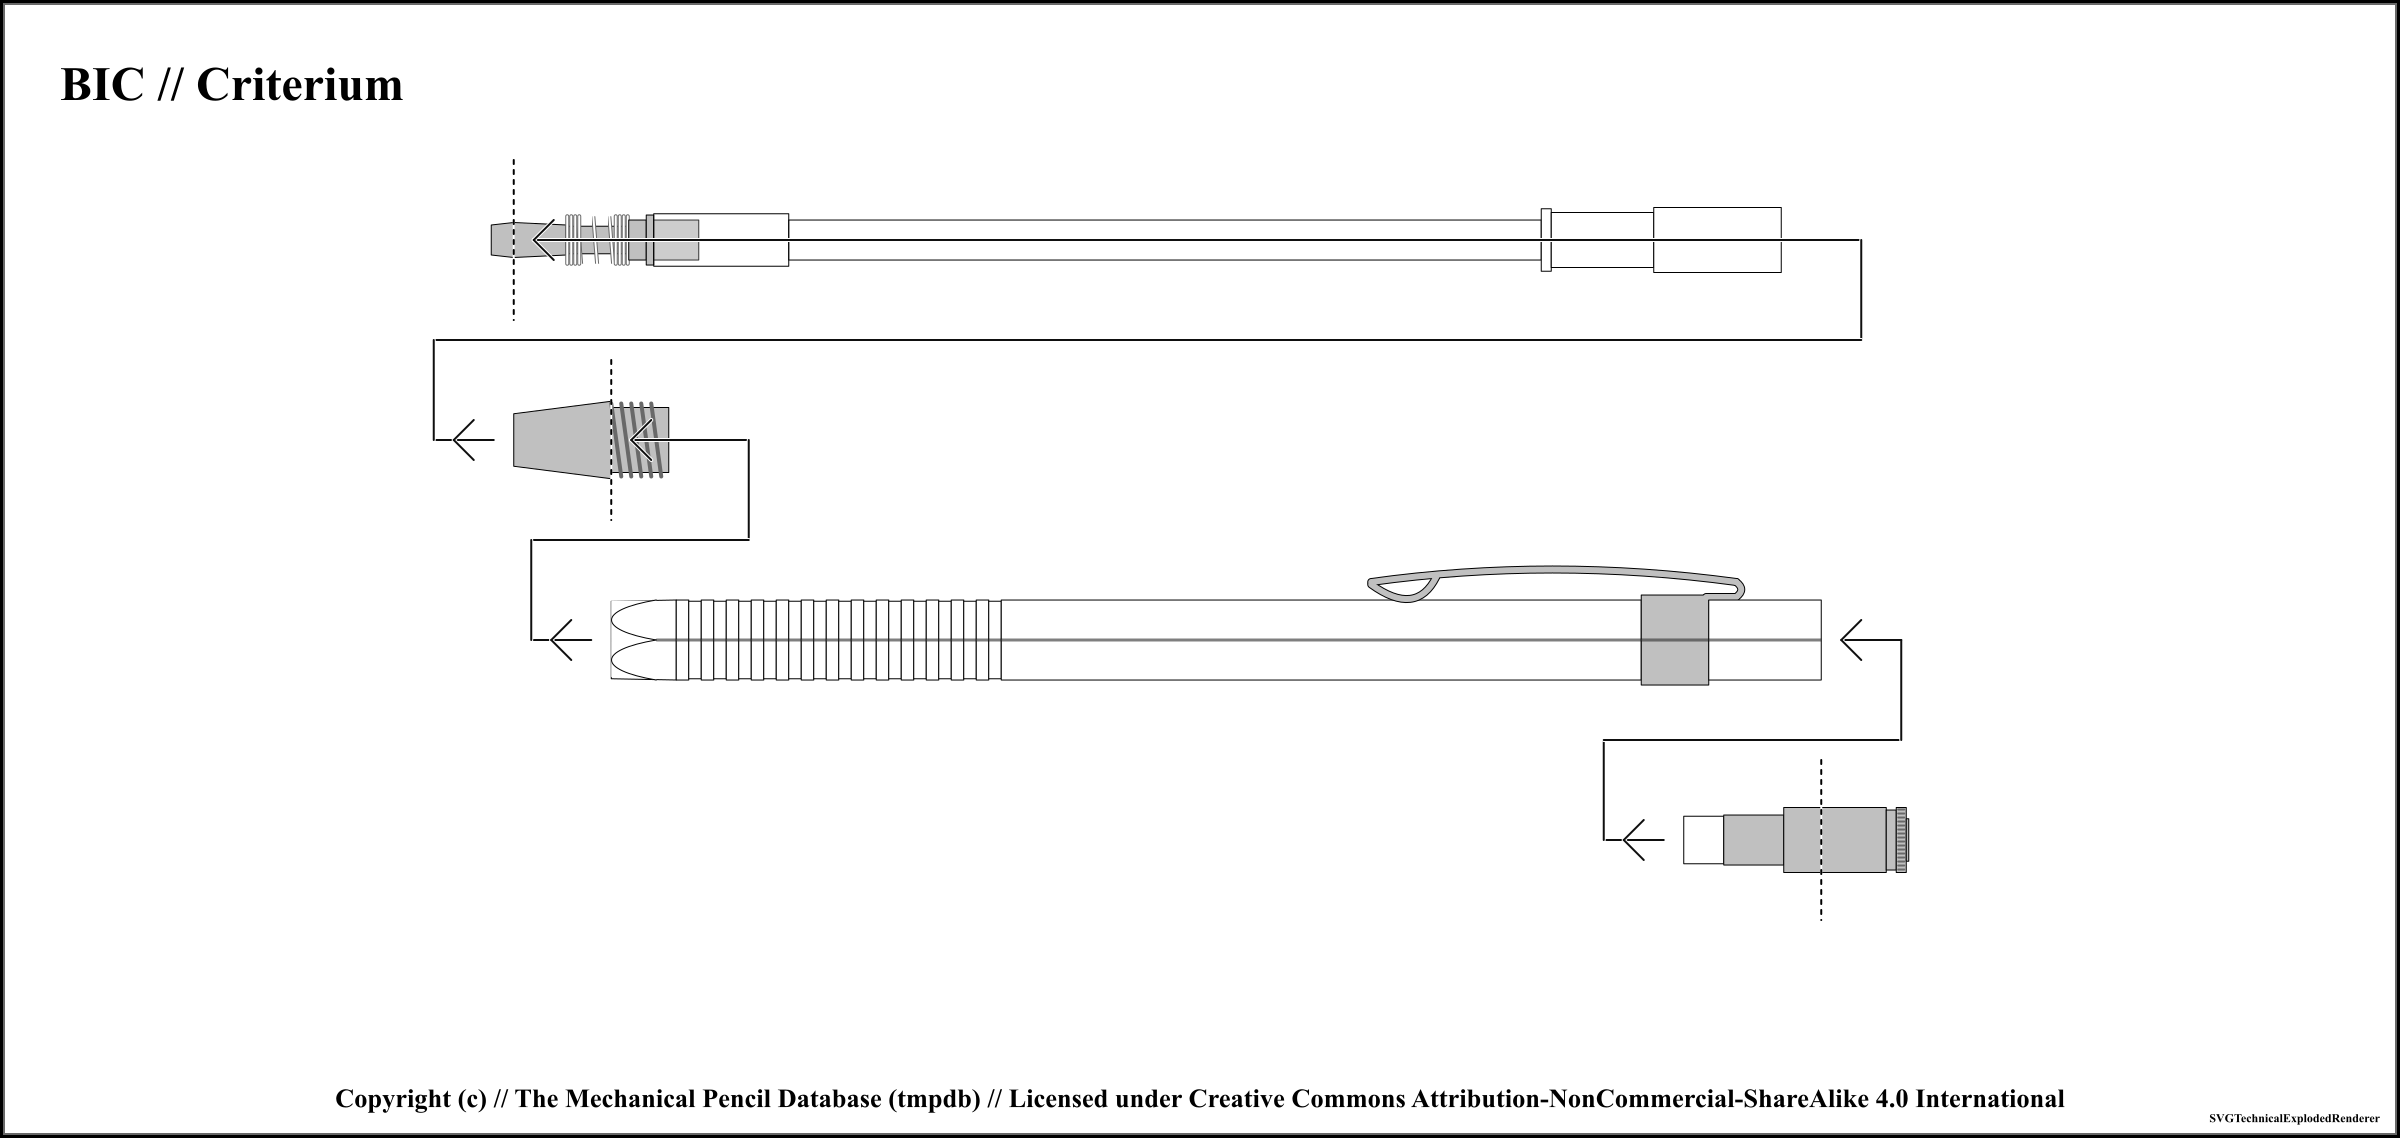 BIC // Criterium
Copyright (c) // The Mechanical Pencil Database (tmpdb) // Licensed under Creative Commons Attribution-NonCommercial-ShareAlike 4.0 International
SVGTechnicalExplodedRenderer